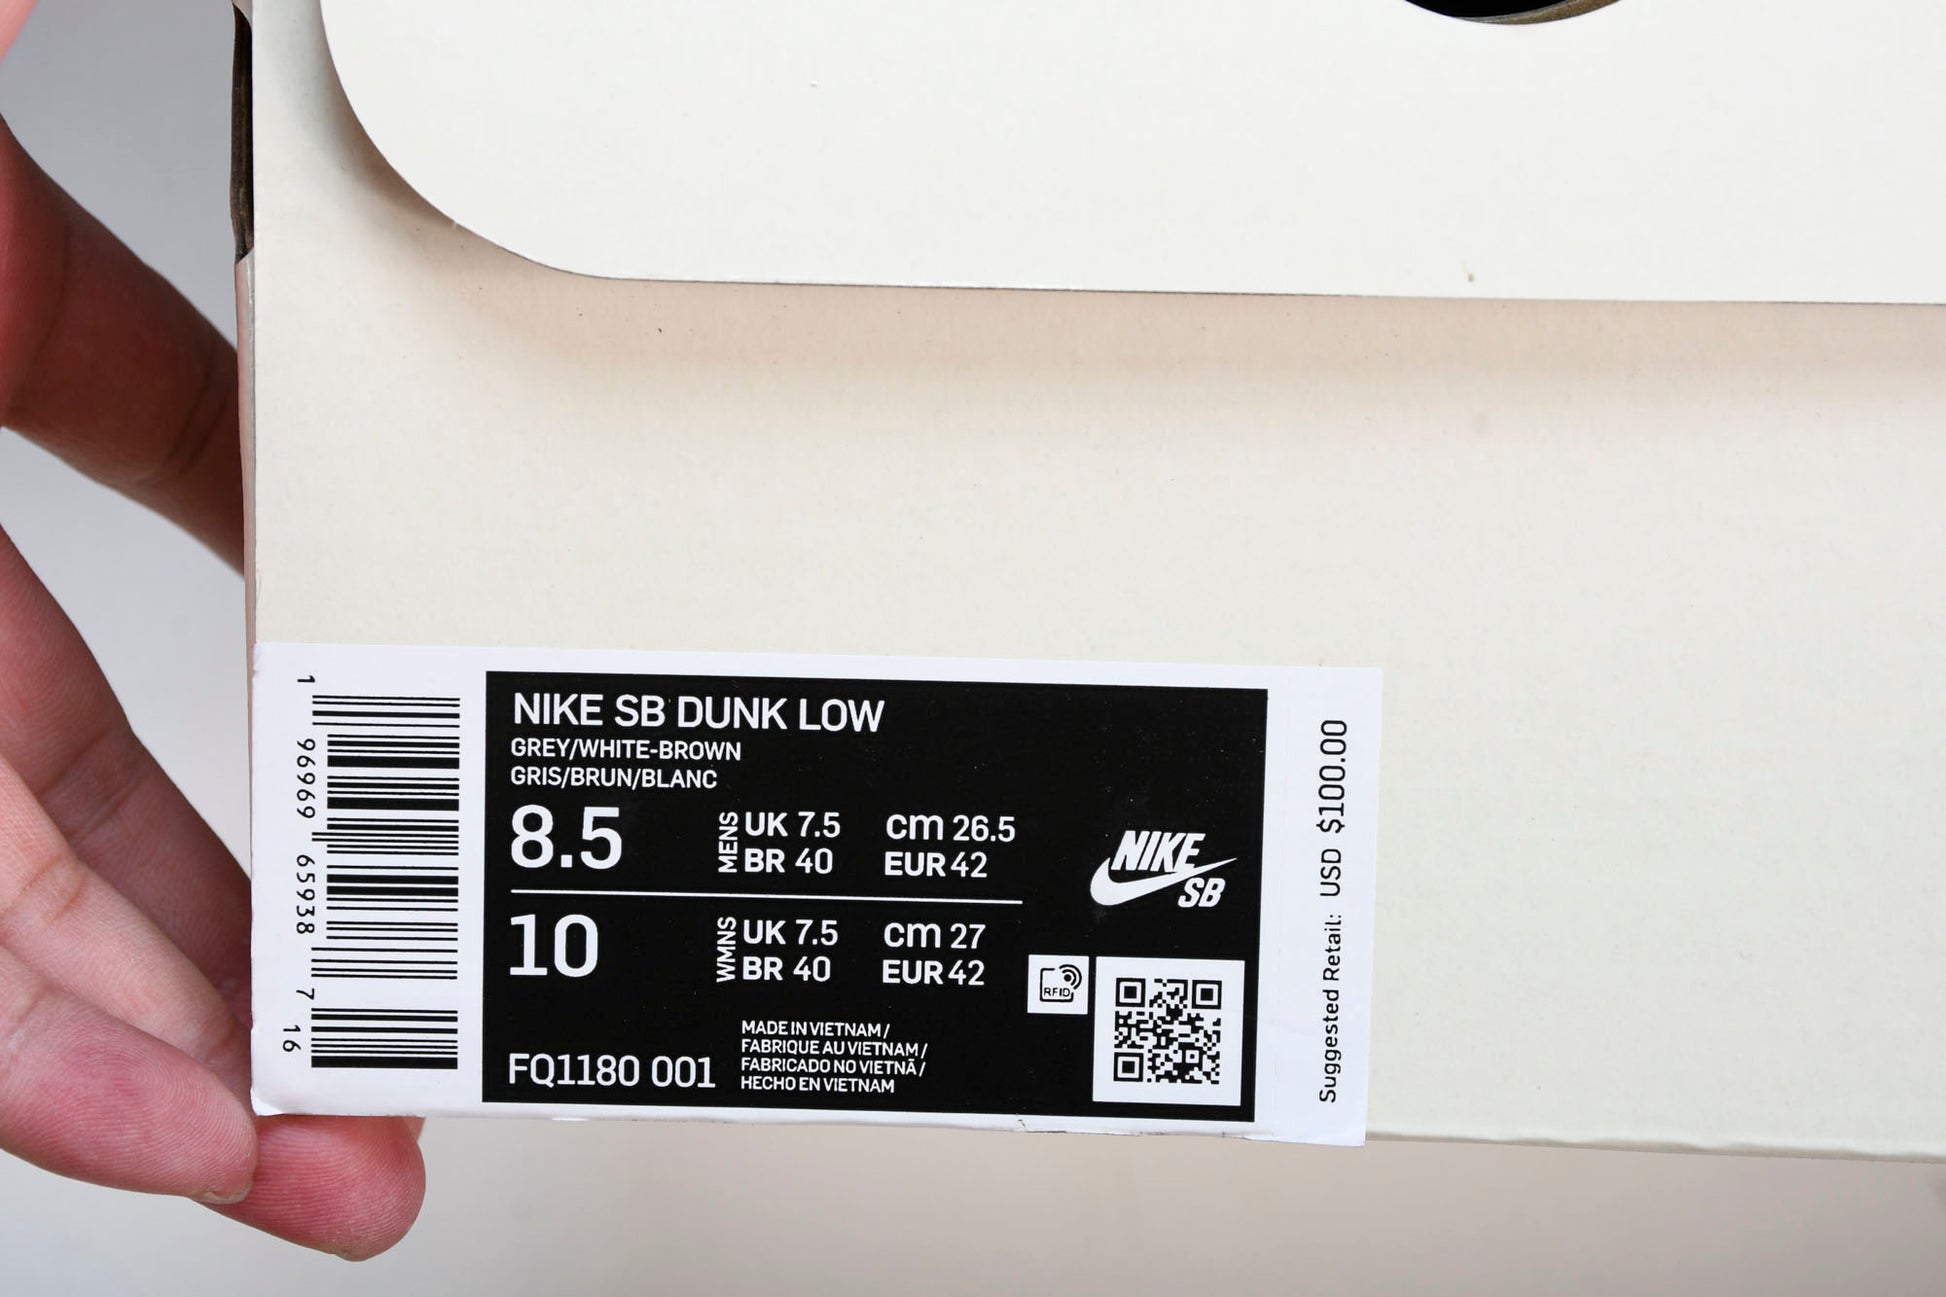 1 96969 65938 7 16
NIKE SB DUNK LOW
GREY/WHITE-BROWN
GRIS/BRUN/BLANC
8.5 MENS UK 7.5 cm 26.5
BR 40 EUR 42
10 WMNS UK 7.5 cm 27
BR 40 EUR 42
FQ1180 001
MADE IN VIETNAM /
FABRIQUE AU VIETNAM /
FABRICADO NO VIETNÃ /
HECHO EN VIETNAM
NIKE
SB
RFID
Suggested Retail: USD $100.00